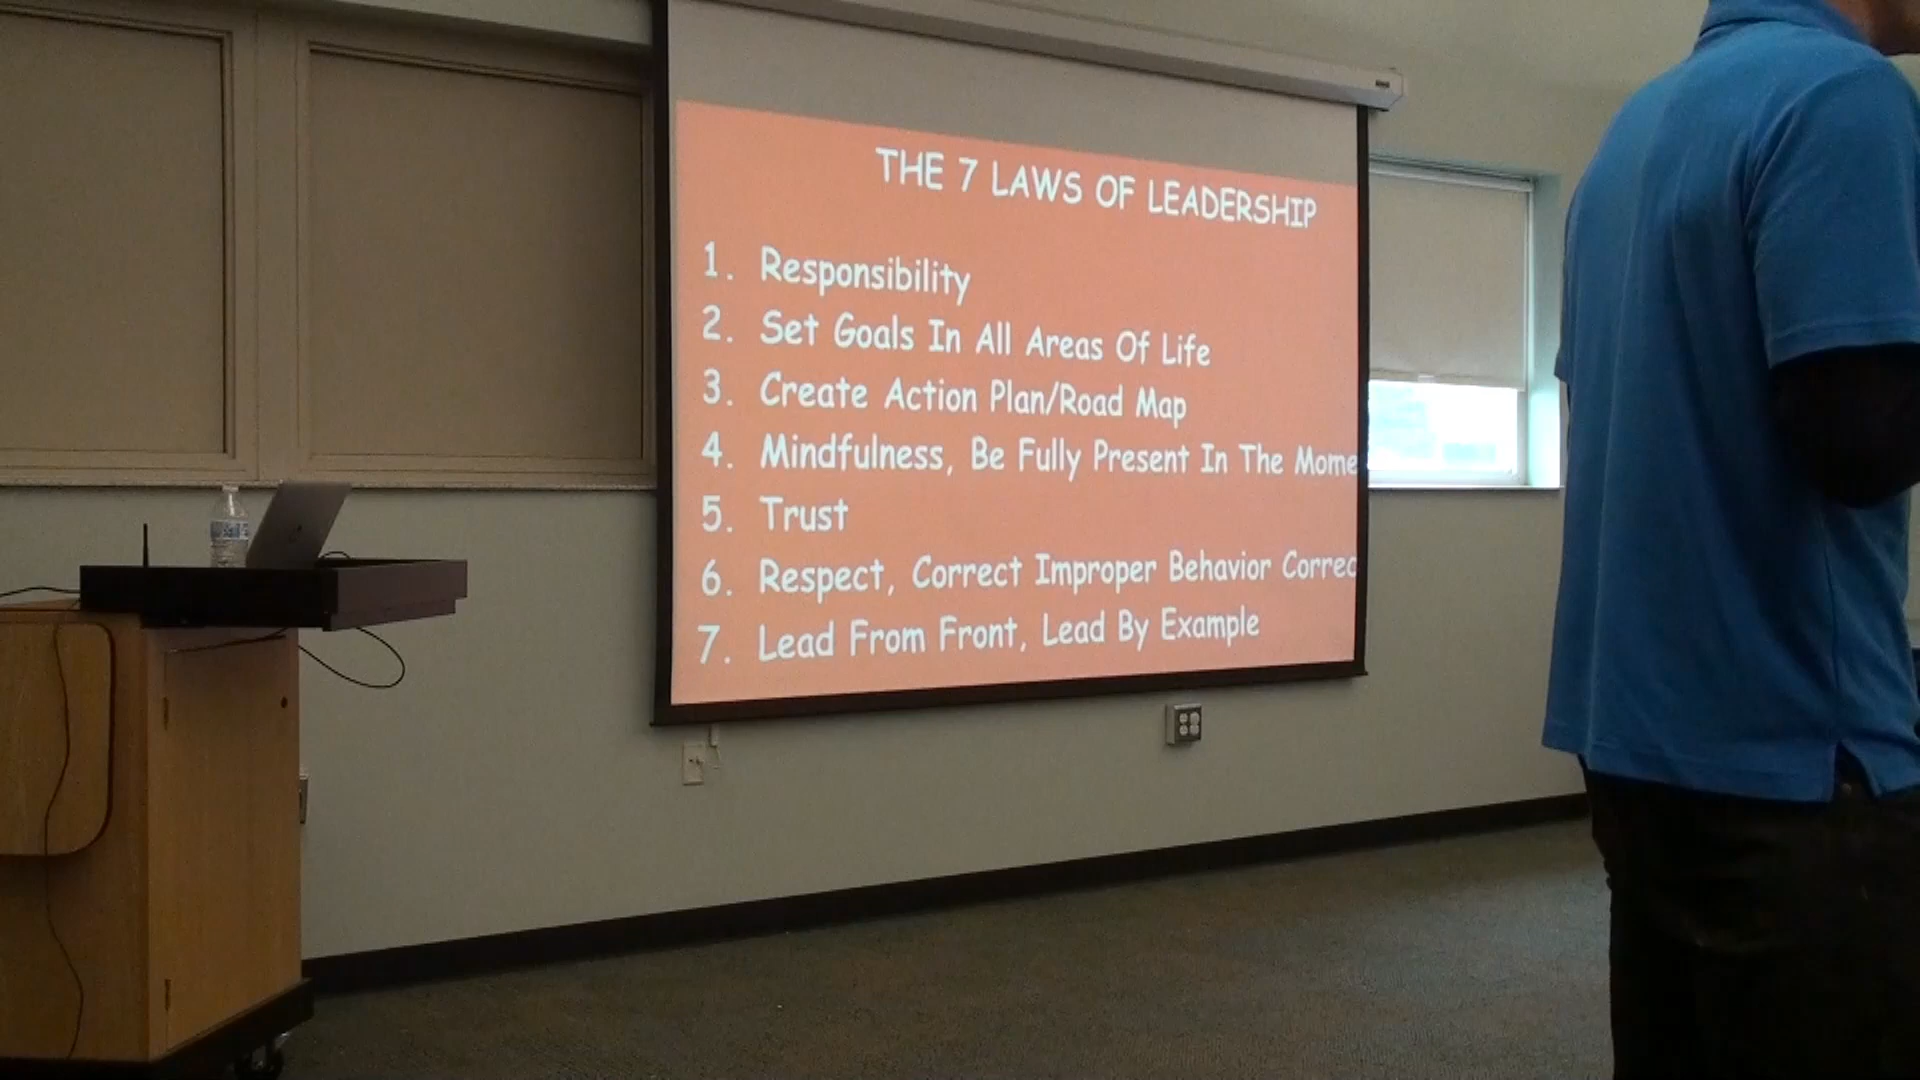 THE 7 LAWS OF LEADERSHIP
1. Responsibility
2. Set Goals In All Areas Of Life
3. Create Action Plan/Road Map
4. Mindfulness, Be Fully Present In The Mome
5. Trust
6. Respect, Correct Improper Behavior Correc
7. Lead From Front, Lead By Example